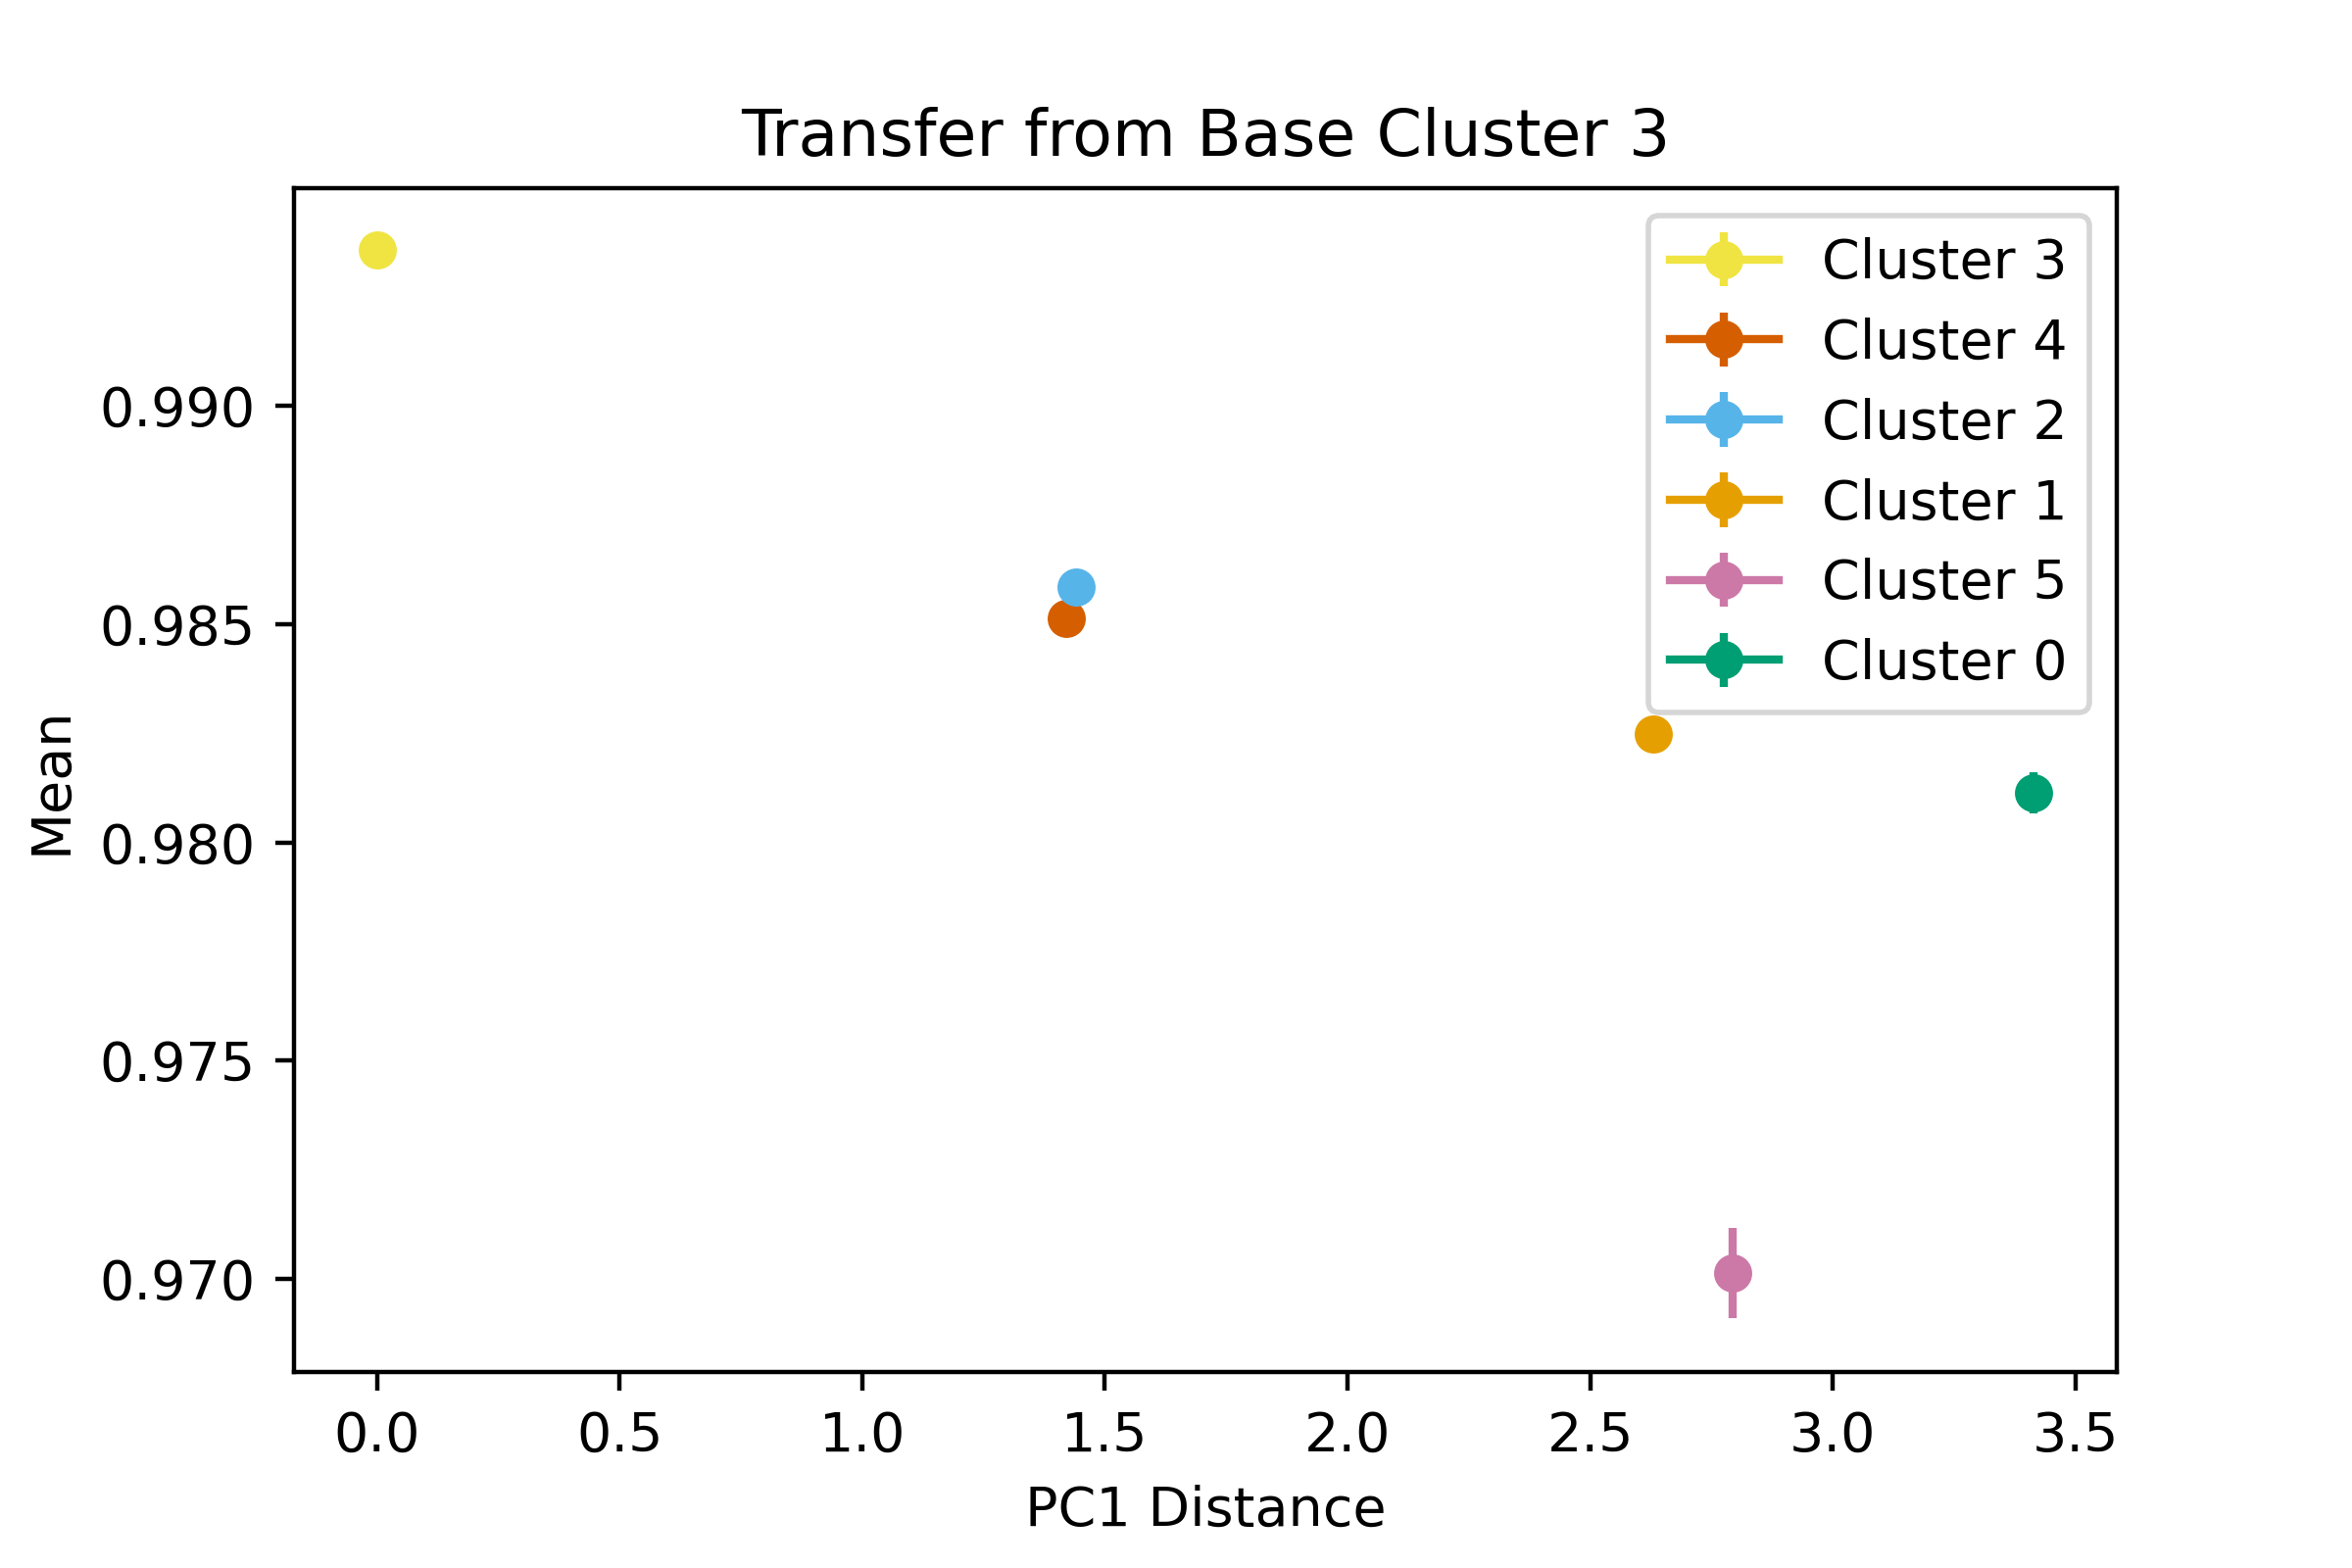 Transfer from Base Cluster 3
Cluster 3
Cluster 4
Cluster 2
Cluster 1
Cluster 5
Cluster 0
Mean
0.990
0.985
0.980
0.975
0.970
0.0 0.5 1.0 1.5 2.0 2.5 3.0 3.5
PC1 Distance